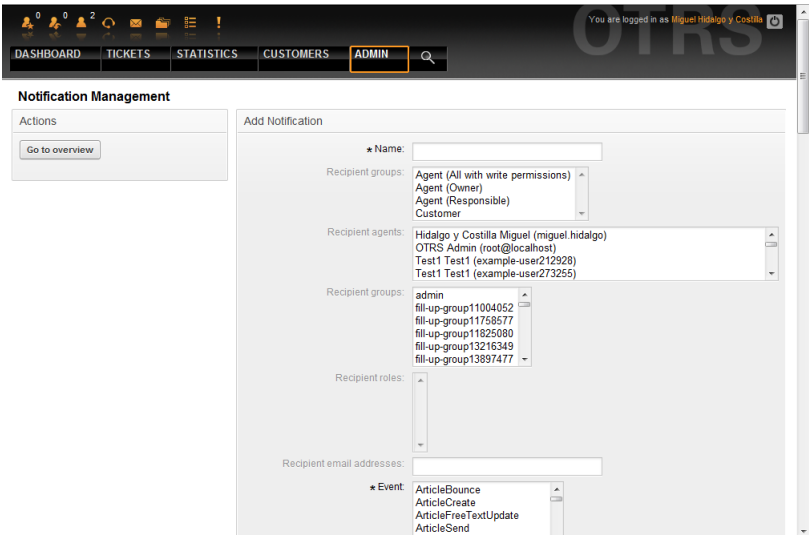 0 0 2
You are logged in as Miguel Hidalgo y Costilla
OTRS
DASHBOARD TICKETS STATISTICS CUSTOMERS ADMIN
Notification Management
Actions
Go to overview
Add Notification
★ Name:
Recipient groups:
Agent (All with write permissions)
Agent (Owner)
Agent (Responsible)
Customer
Recipient agents:
Hidalgo y Costilla Miguel (miguel.hidalgo)
OTRS Admin (root@localhost)
Test1 Test1 (example-user212928)
Test1 Test1 (example-user273255)
Recipient groups:
admin
fill-up-group11004052
fill-up-group11758577
fill-up-group11825080
fill-up-group13216349
fill-up-group13897477
Recipient roles:
Recipient email addresses:
★ Event:
ArticleBounce
ArticleCreate
ArticleFreeTextUpdate
ArticleSend